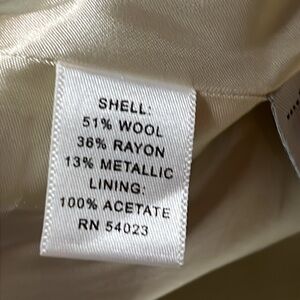 SHELL:
51% WOOL
36% RAYON
13% METALLIC
LINING:
100% ACETATE
RN 54023